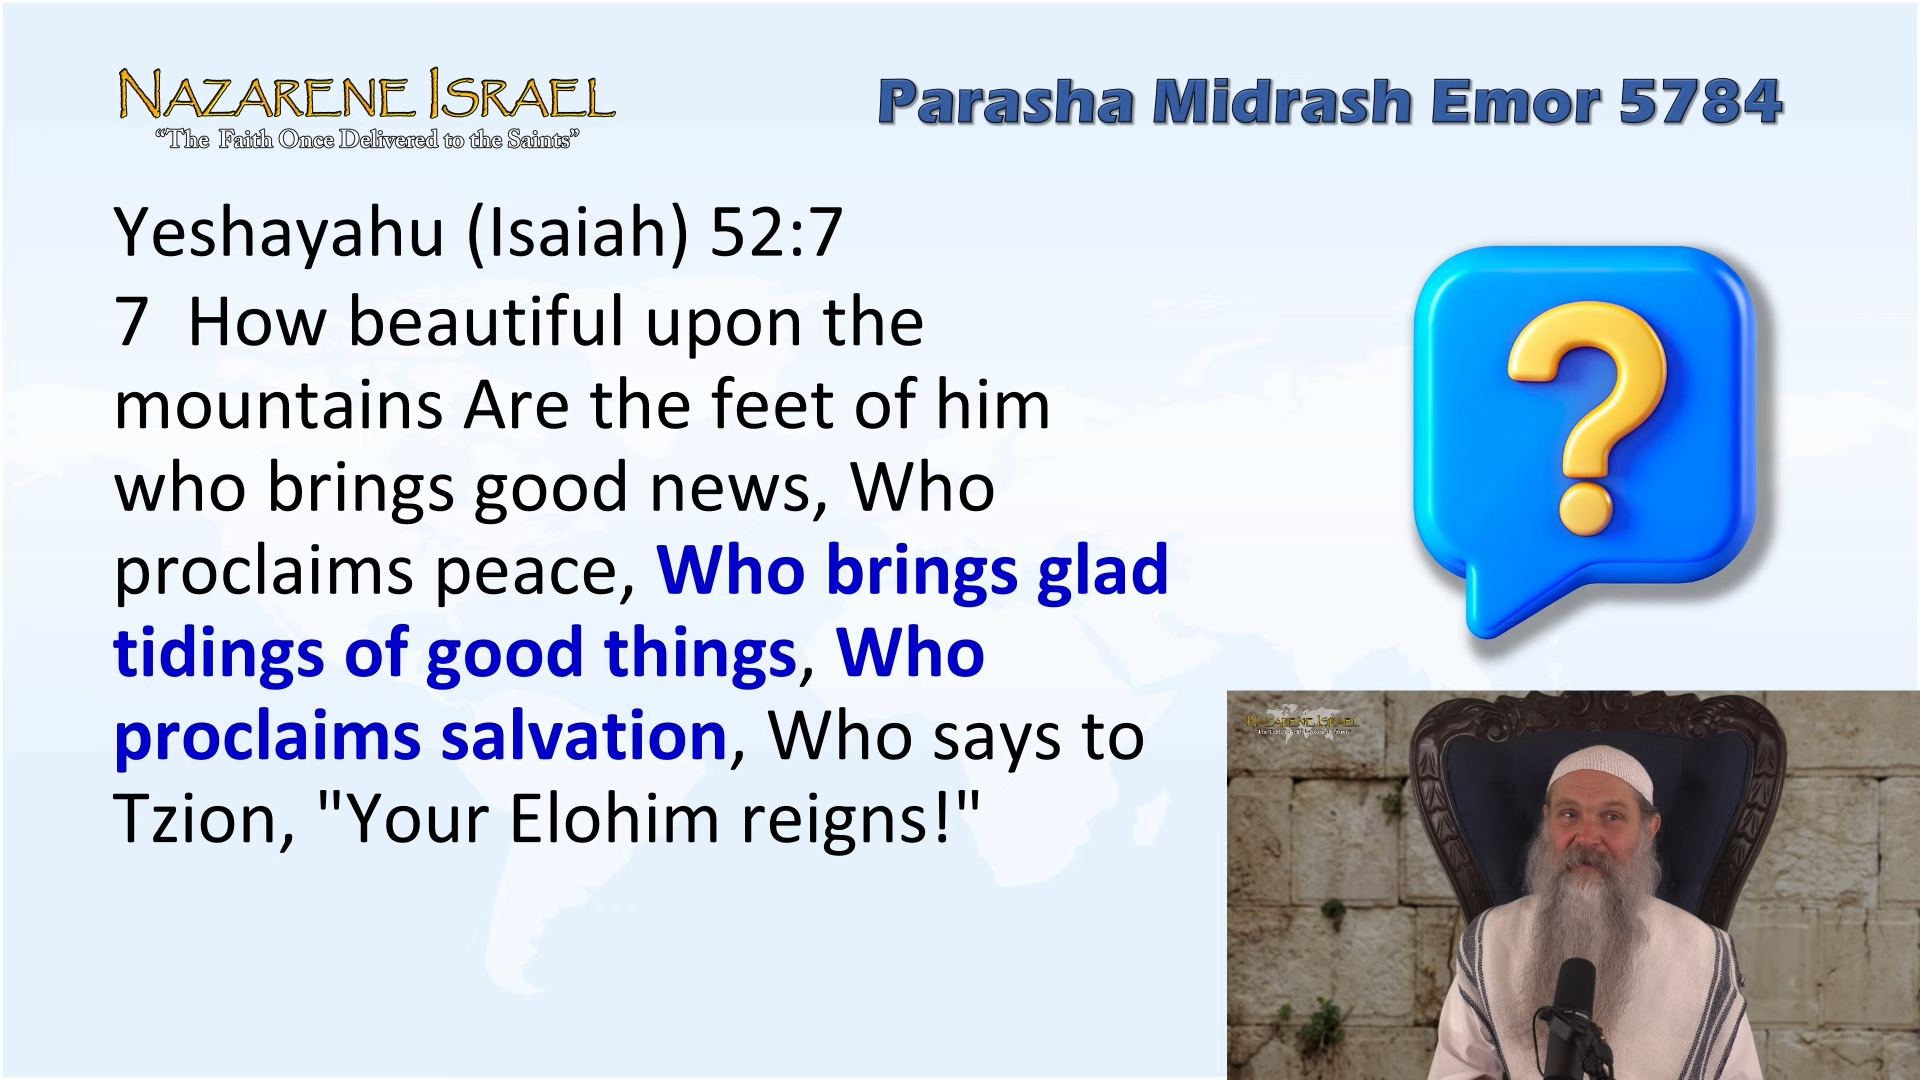 NAZARENE ISRAEL
“The Faith Once Delivered to the Saints”
Parasha Midrash Emor 5784
Yeshayahu (Isaiah) 52:7
7 How beautiful upon the
mountains Are the feet of him
who brings good news, Who
proclaims peace, Who brings glad
tidings of good things, Who
proclaims salvation, Who says to
Tzion, "Your Elohim reigns!"
?
NAZARENE ISRAEL